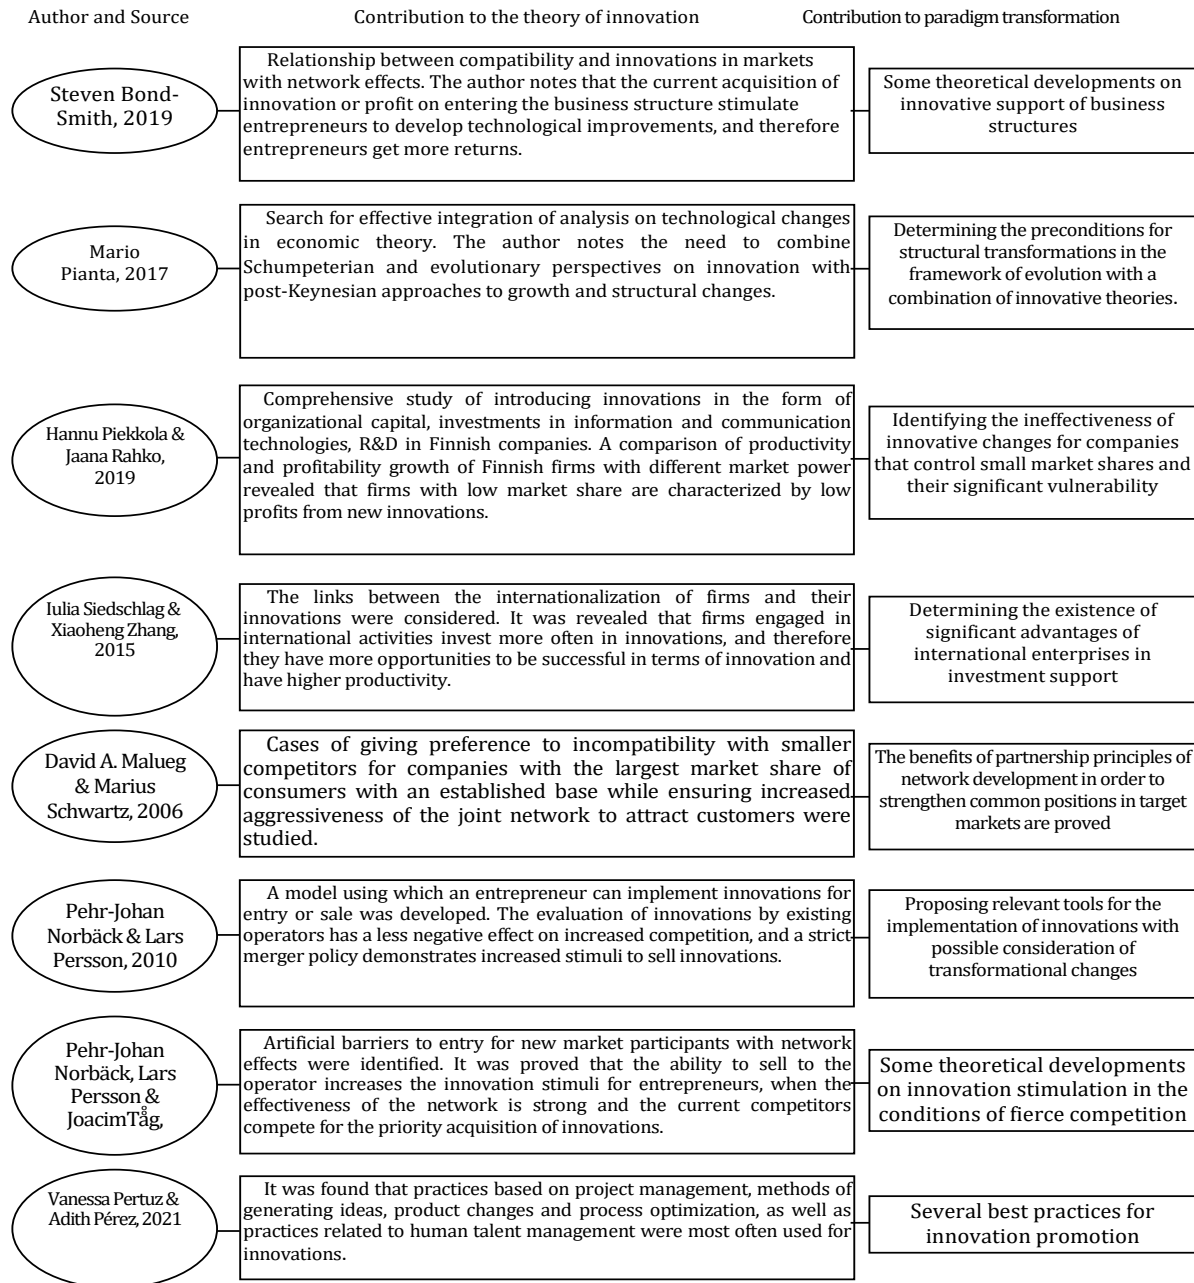 Author and Source
Contribution to the theory of innovation
Contribution to paradigm transformation
Steven Bond-
Smith, 2019
Relationship between compatibility and innovations in markets
with network effects. The author notes that the current acquisition of
innovation or profit on entering the business structure stimulate
entrepreneurs to develop technological improvements, and therefore
entrepreneurs get more returns.
Some theoretical developments on
innovative support of business
structures
Mario
Pianta, 2017
Search for effective integration of analysis on technological changes
in economic theory. The author notes the need to combine
Schumpeterian and evolutionary perspectives on innovation with
post-Keynesian approaches to growth and structural changes.
Determining the preconditions for
structural transformations in the
framework of evolution with a
combination of innovative theories.
Hannu Piekkola &
Jaana Rahko,
2019
Comprehensive study of introducing innovations in the form of
organizational capital, investments in information and communication
technologies, R&D in Finnish companies. A comparison of productivity
and profitability growth of Finnish firms with different market power
revealed that firms with low market share are characterized by low
profits from new innovations.
Identifying the ineffectiveness of
innovative changes for companies
that control small market shares and
their significant vulnerability
Iulia Siedschlag &
Xiaoheng Zhang,
2015
The links between the internationalization of firms and their
innovations were considered. It was revealed that firms engaged in
international activities invest more often in innovations, and therefore
they have more opportunities to be successful in terms of innovation and
have higher productivity.
Determining the existence of
significant advantages of
international enterprises in
investment support
David A. Malueg
& Marius
Schwartz, 2006
Cases of giving preference to incompatibility with smaller
competitors for companies with the largest market share of
consumers with an established base while ensuring increased
aggressiveness of the joint network to attract customers were
studied.
The benefits of partnership principles of
network development in order to
strengthen common positions in target
markets are proved
Pehr-Johan
Norbäck & Lars
Persson, 2010
A model using which an entrepreneur can implement innovations for
entry or sale was developed. The evaluation of innovations by existing
operators has a less negative effect on increased competition, and a strict
merger policy demonstrates increased stimuli to sell innovations.
Proposing relevant tools for the
implementation of innovations with
possible consideration of
transformational changes
Pehr-Johan
Norbäck, Lars
Persson &
JoacimTåg,
Artificial barriers to entry for new market participants with network
effects were identified. It was proved that the ability to sell to the
operator increases the innovation stimuli for entrepreneurs, when the
effectiveness of the network is strong and the current competitors
compete for the priority acquisition of innovations.
Some theoretical developments
on innovation stimulation in the
conditions of fierce competition
Vanessa Pertuz &
Adith Pérez, 2021
It was found that practices based on project management, methods of
generating ideas, product changes and process optimization, as well as
practices related to human talent management were most often used for
innovations.
Several best practices for
innovation promotion